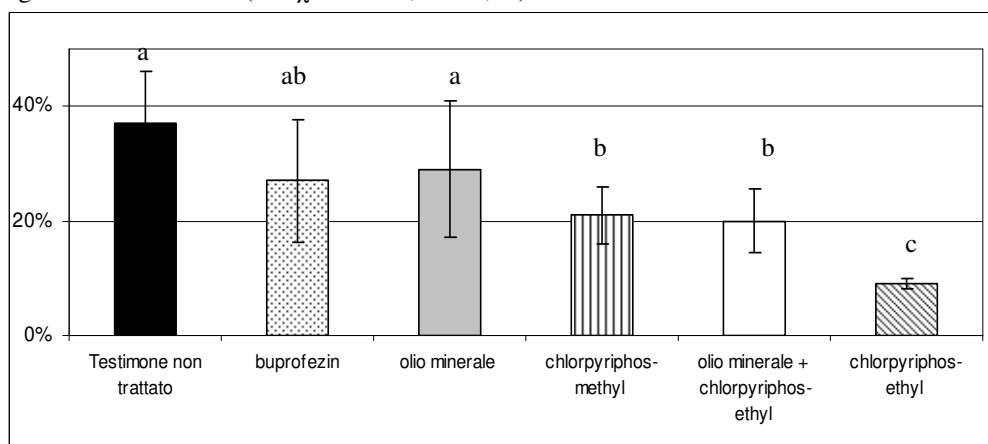 a
ab
a
b
b
c
40%
20%
0%
Testimone non trattato
buprofezin
olio minerale
chlorpyriphos-
methyl
olio minerale +
chlorpyriphos-
ethyl
chlorpyriphos-
ethyl